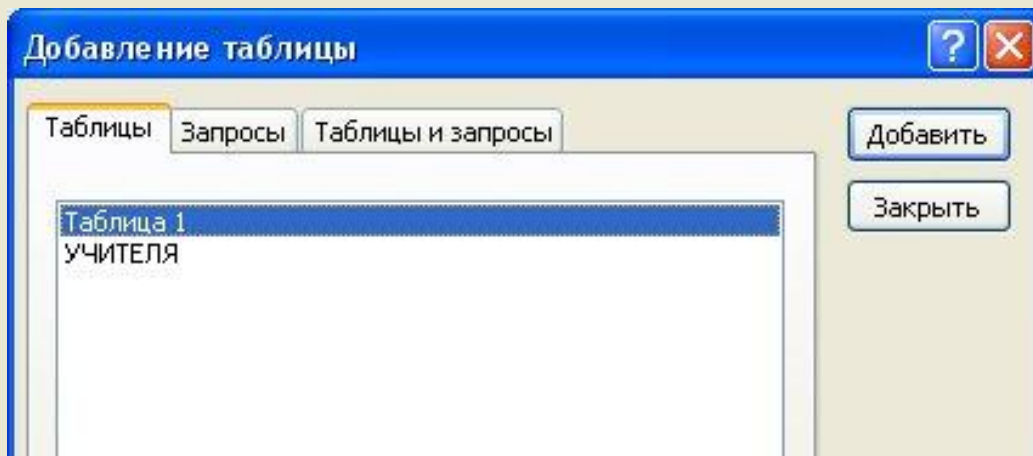 Добавление таблицы
Таблицы Запросы Таблицы и запросы
Добавить
Закрыть
Таблица 1
УЧИТЕЛЯ